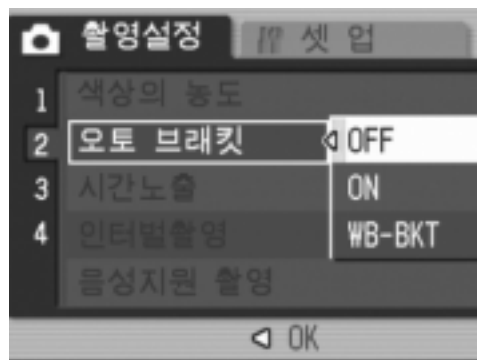 촬영설정 셋 업
1 색상의 농도
2 오토 브래킷 OFF
3 시간노출 ON
4 인터벌촬영 WB-BKT
음성지원 촬영
OK